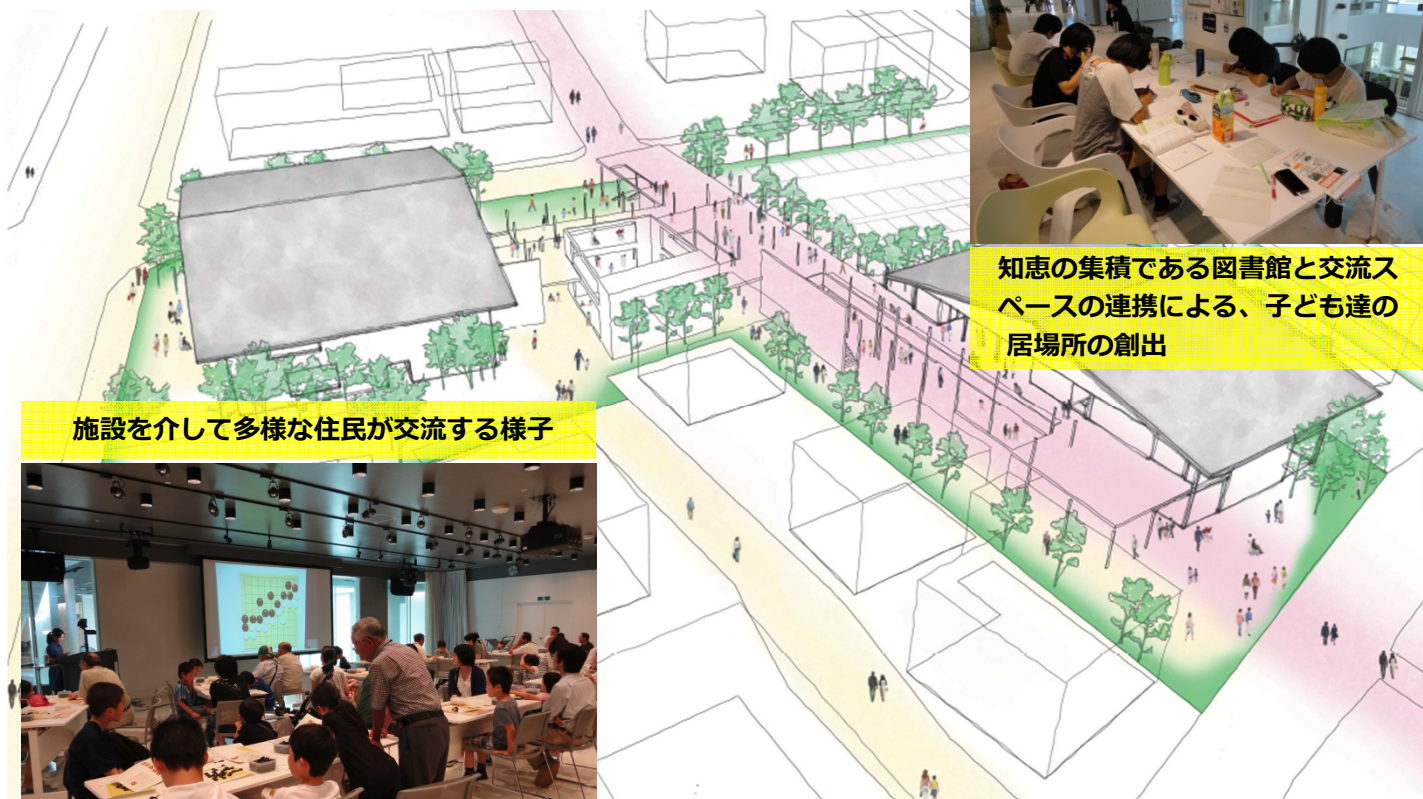 知恵の集積である図書館と交流ス
ペースの連携による、子ども達の
居場所の創出
施設を介して多様な住民が交流する様子